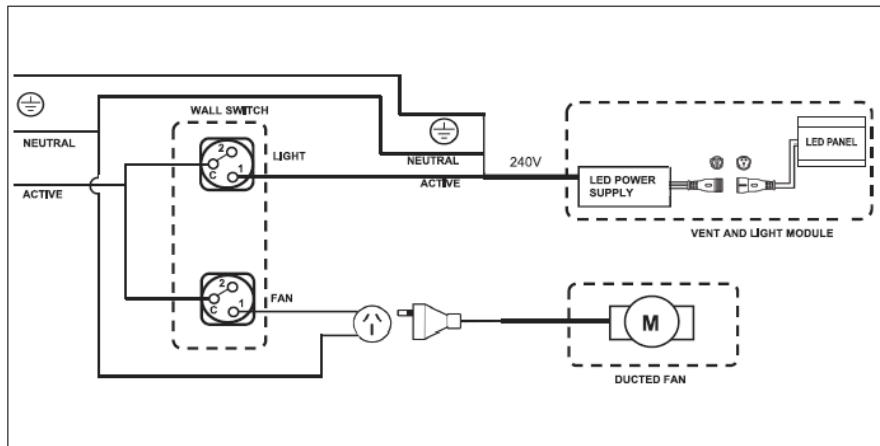 WALL SWITCH
NEUTRAL
2
C
1
LIGHT
NEUTRAL
ACTIVE
240V
LED POWER
SUPPLY
LED PANEL
ACTIVE
VENT AND LIGHT MODULE
2
C
1
FAN
M
DUCTED FAN